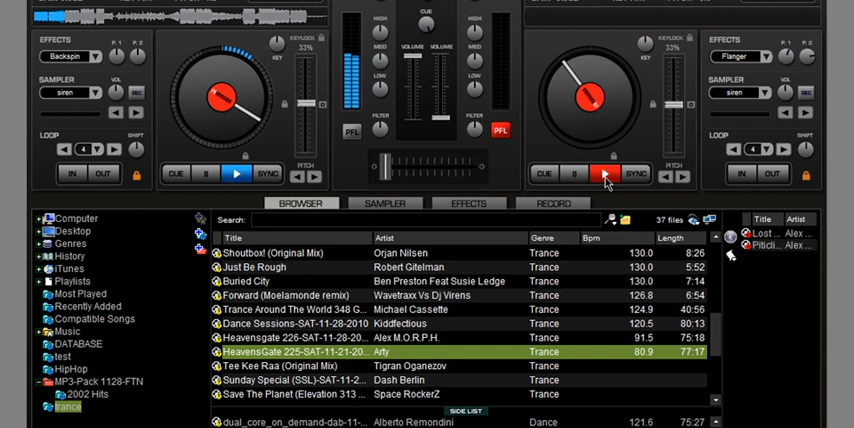 CUE
EFFECTS
Backspin
P. 1 P. 2
KEY
KEYLOCK
33%
HIGH
VOLUME VOLUME
HIGH
KEY
KEYLOCK
33%
EFFECTS
Flanger
P. 1 P. 2
MED
MED
SAMPLER
siren
VOL
REC
LOW
LOW
SAMPLER
siren
VOL
REC
FILTER
FILTER
LOOP
4
SHIFT
PFL
PFL
LOOP
4
SHIFT
IN OUT
CUE SYNC
PITCH
CUE SYNC
PITCH
IN OUT
BROWSER SAMPLER EFFECTS RECORD
Computer
Desktop
Genres
History
iTunes
Playlists
Most Played
Recently Added
Compatible Songs
Music
DATABASE
test
HipHop
MP3-Pack 1128-FTN
2002 Hits
trance
Search: 37 files
Title Artist Genre Bpm Length
Shoutbox! (Original Mix) Orjan Nilsen Trance 130.0 8:26
Just Be Rough Robert Gitelman Trance 130.0 5:52
Buried City Ben Preston Feat Susie Ledge Trance 130.0 7:14
Forward (Moelamonde remix) Wavetraxx Vs Dj Virens Trance 126.8 6:54
Trance Around The World 348 G... Michael Cassette Trance 124.9 40:56
Dance Sessions-SAT-11-28-2010 Kiddfectious Trance 120.5 80:13
Heavensgate 226-SAT-11-28-20... Alex M.O.R.P.H. Trance 91.5 75:18
HeavensGate 225-SAT-11-21-20... Arty Trance 80.9 77:17
Tee Kee Raa (Original Mix) Tigran Oganezov Trance
Sunday Special (SSL)-SAT-11-2... Dash Berlin Trance
Save The Planet (Elevation 313 ... Space RockerZ Trance
SIDE LIST
dual_core_on_demand-dab-11-... Alberto Remondini Dance 121.6 75:27
Title Artist
Lost ... Alex ...
Piticli... Alex ...